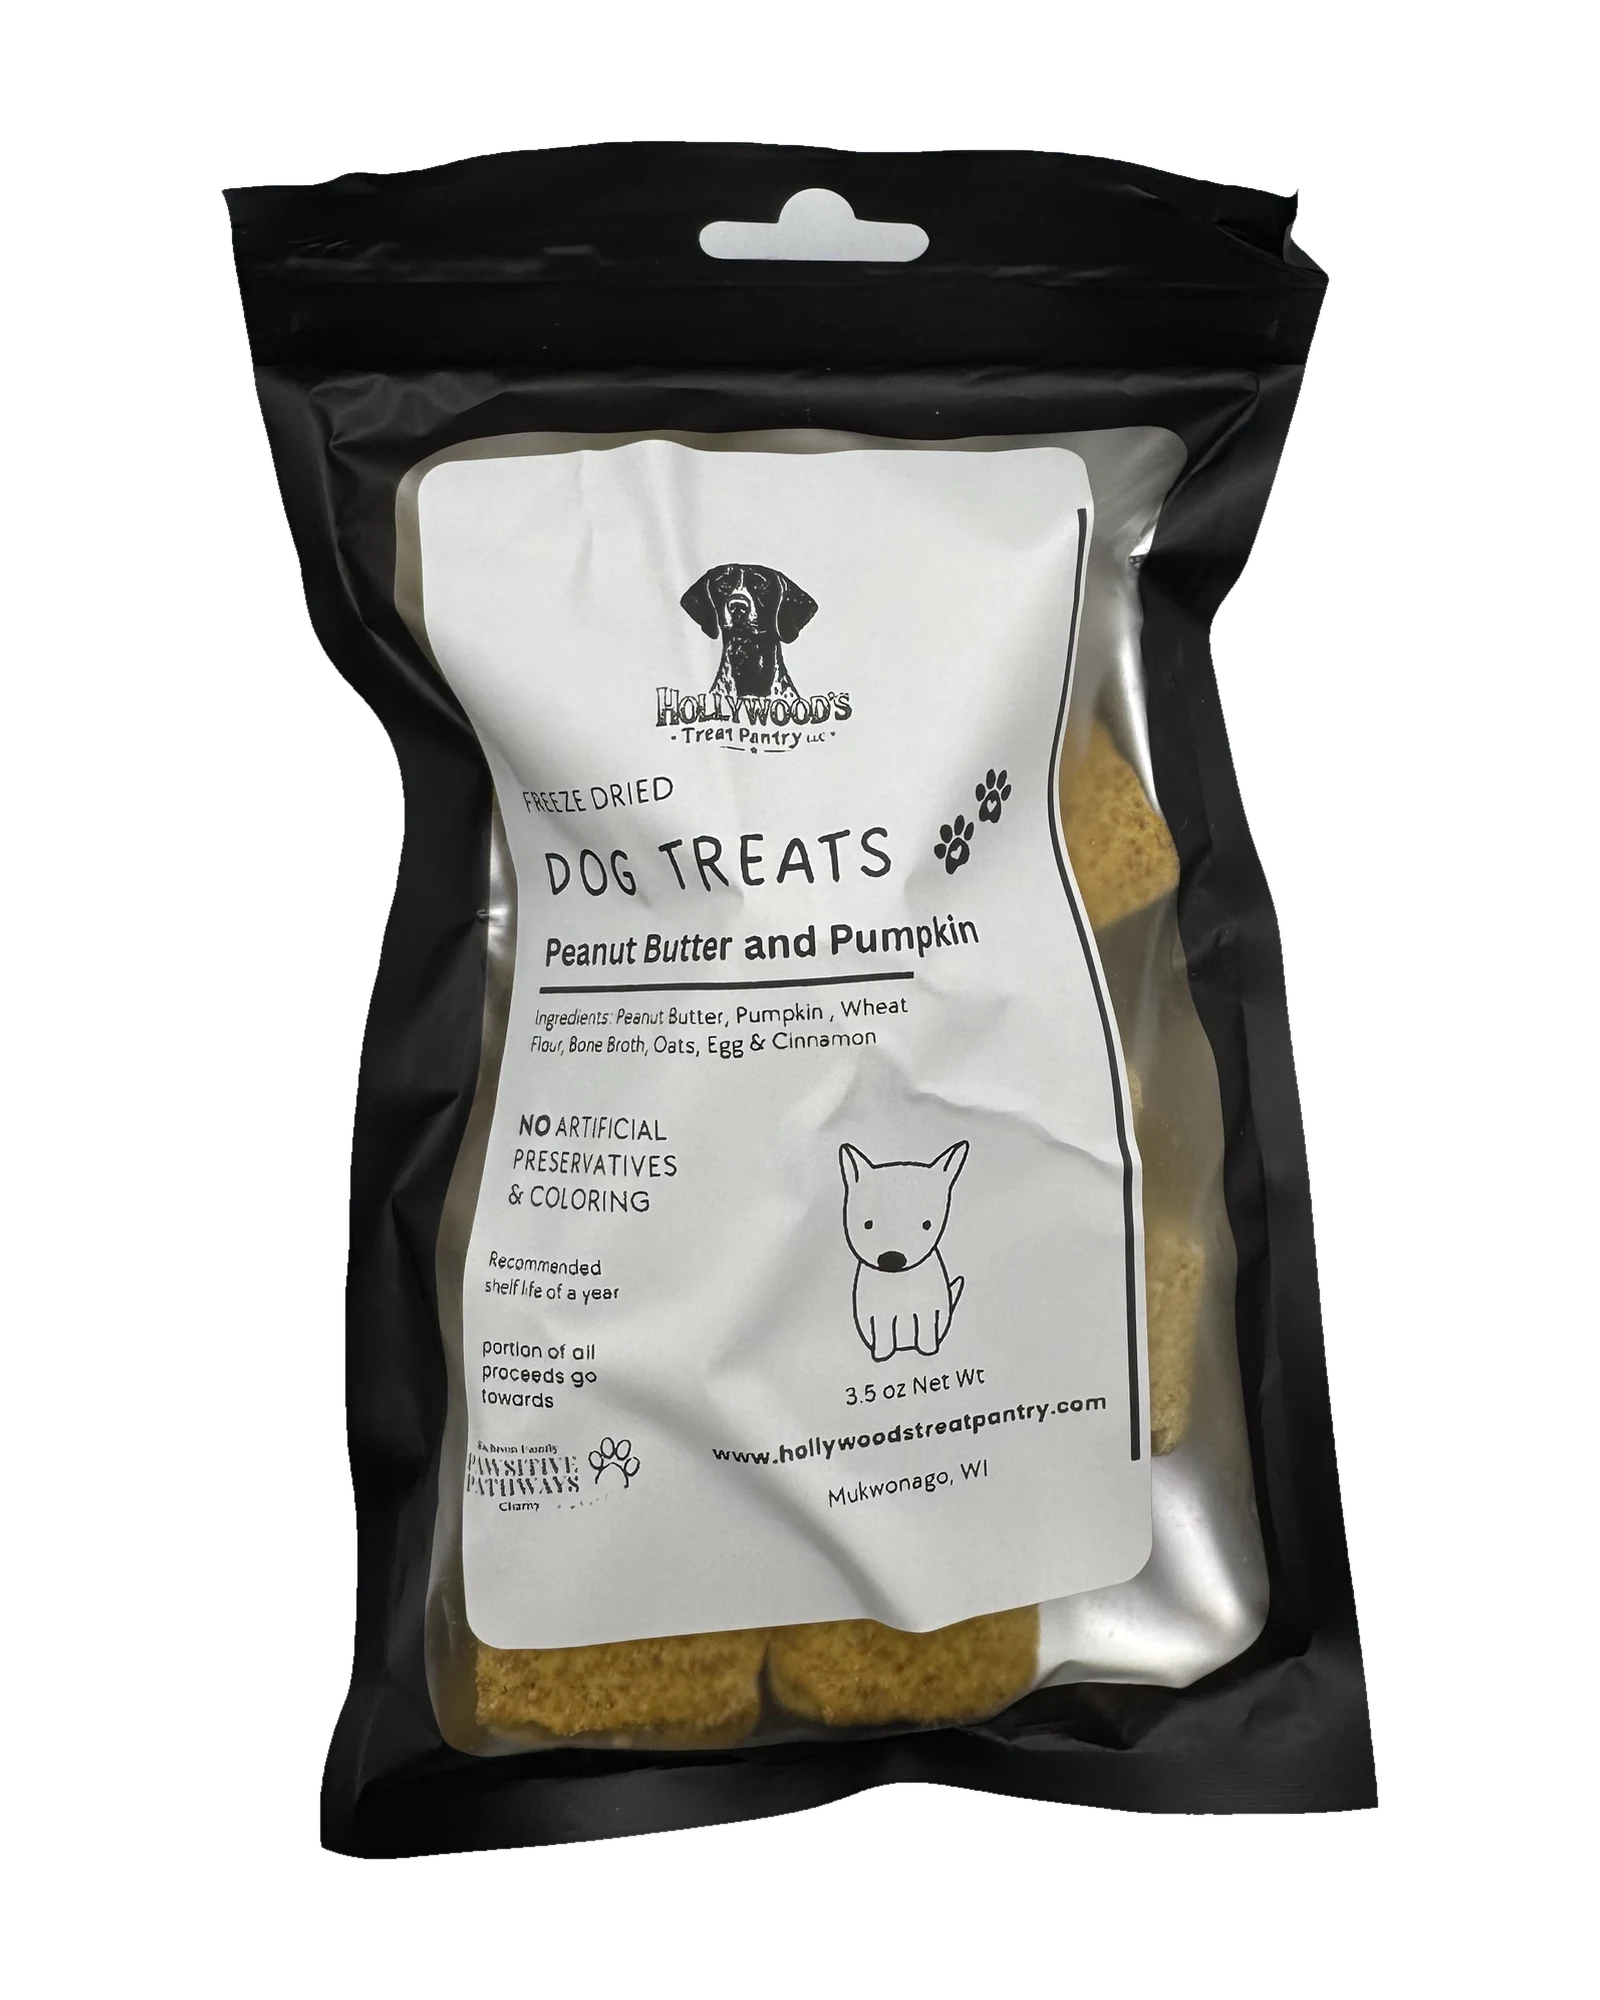 HOLLYWOOD'S
• Treat Pantry LLC •
FREEZE DRIED
DOG TREATS
Peanut Butter and Pumpkin
Ingredients: Peanut Butter, Pumpkin , Wheat
Flour, Bone Broth, Oats, Egg & Cinnamon
NO ARTIFICIAL
PRESERVATIVES
& COLORING
Recommended
shelf life of a year
portion of all
proceeds go
towards
Family
PAWSITIVE
PATHWAYS
3.5 oz Net Wt
www.hollywoodstreatpantry.com
Mukwonago, WI